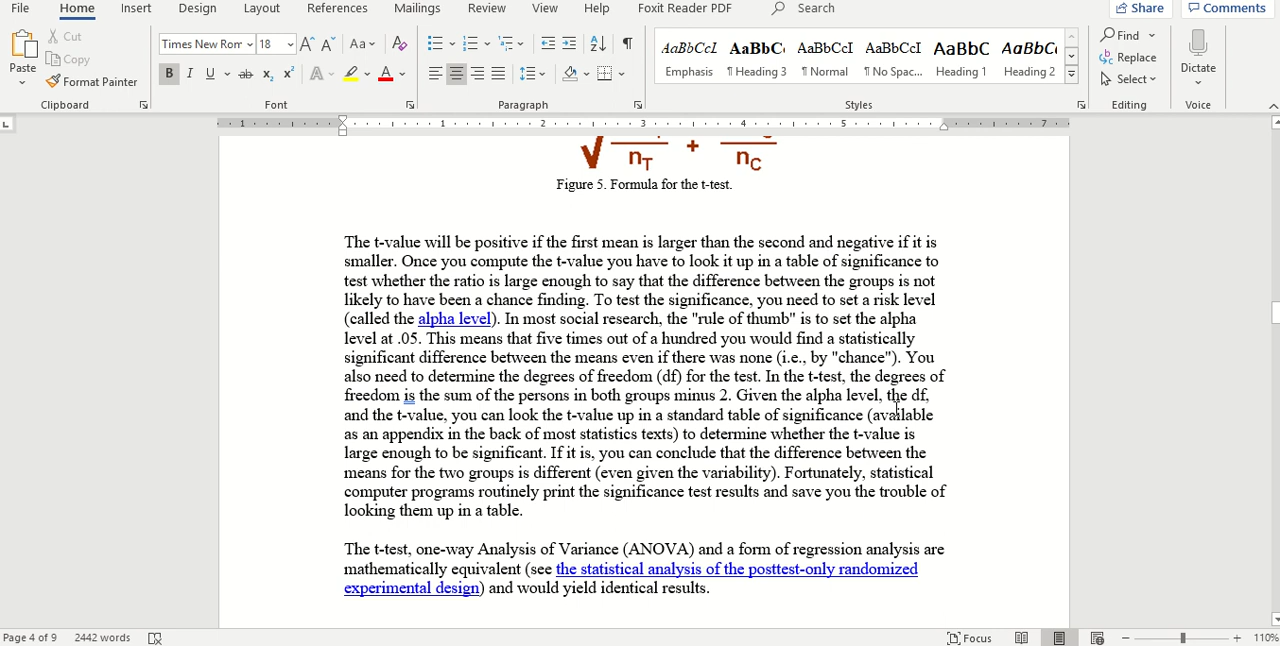 File Home Insert Design Layout References Mailings Review View Help Foxit Reader PDF Search Share Comments
Paste Cut Copy Format Painter
Times New Ror 18 A^ A˅ Aa
B I U ab x₂ x² A A
AaBbCcI AaBbC AaBbCcI AaBbCcI AaBbC AaBbC
Emphasis ¶ Heading 3 ¶ Normal ¶ No Spac... Heading 1 Heading 2
Find Replace Select Dictate
Clipboard Font Paragraph Styles Editing Voice
1 1 2 3 4 5 7
nT + nC
Figure 5. Formula for the t-test.
The t-value will be positive if the first mean is larger than the second and negative if it is
smaller. Once you compute the t-value you have to look it up in a table of significance to
test whether the ratio is large enough to say that the difference between the groups is not
likely to have been a chance finding. To test the significance, you need to set a risk level
(called the alpha level). In most social research, the "rule of thumb" is to set the alpha
level at .05. This means that five times out of a hundred you would find a statistically
significant difference between the means even if there was none (i.e., by "chance"). You
also need to determine the degrees of freedom (df) for the test. In the t-test, the degrees of
freedom is the sum of the persons in both groups minus 2. Given the alpha level, the df,
and the t-value, you can look the t-value up in a standard table of significance (available
as an appendix in the back of most statistics texts) to determine whether the t-value is
large enough to be significant. If it is, you can conclude that the difference between the
means for the two groups is different (even given the variability). Fortunately, statistical
computer programs routinely print the significance test results and save you the trouble of
looking them up in a table.
The t-test, one-way Analysis of Variance (ANOVA) and a form of regression analysis are
mathematically equivalent (see the statistical analysis of the posttest-only randomized
experimental design) and would yield identical results.
Page 4 of 9 2442 words Focus 110%